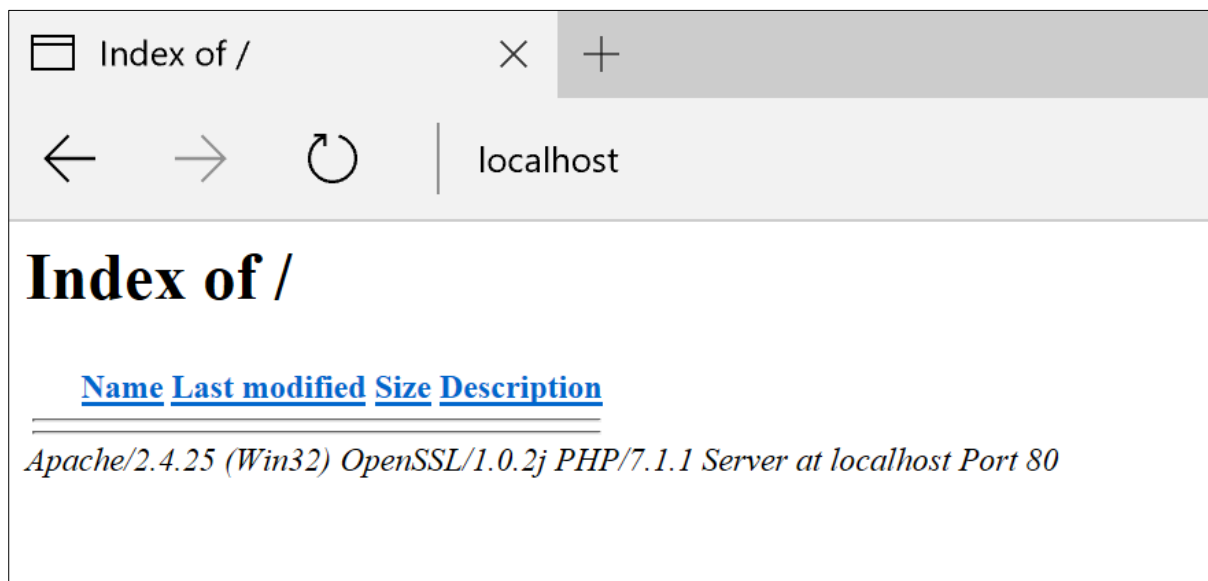 Index of /
localhost
Index of /
Name Last modified Size Description
Apache/2.4.25 (Win32) OpenSSL/1.0.2j PHP/7.1.1 Server at localhost Port 80